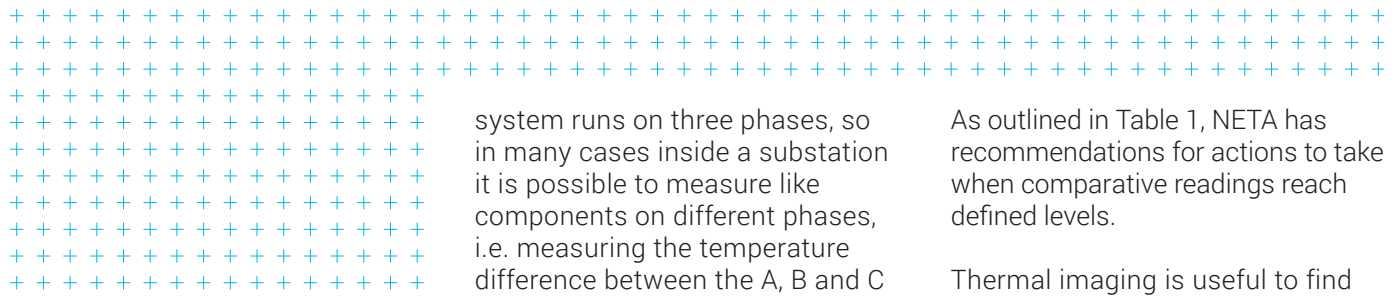 system runs on three phases, so
in many cases inside a substation
it is possible to measure like
components on different phases,
i.e. measuring the temperature
difference between the A, B and C
As outlined in Table 1, NETA has
recommendations for actions to take
when comparative readings reach
defined levels.
Thermal imaging is useful to find